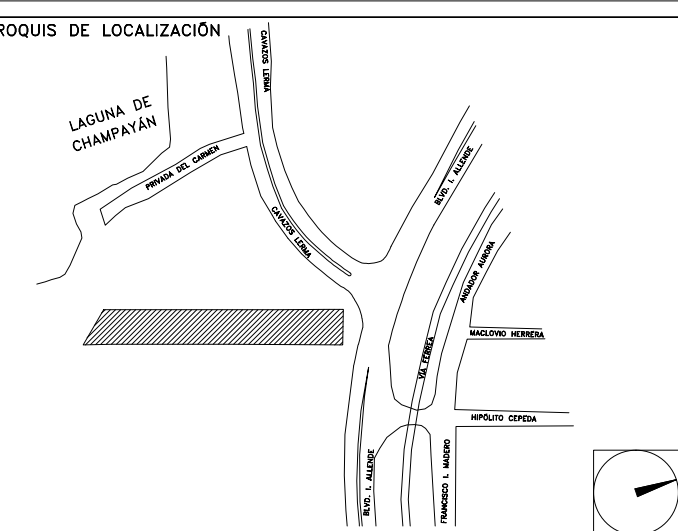 ROQUIS DE LOCALIZACIÓN
CAVAZOS LERMA
LAGUNA DE
CHAMPAYÁN
PRIVADA DEL CARMEN
BLVD. I. ALLENDE
CAVAZOS LERMA
ANDADOR AURORA
MACLOVIO HERRERA
VIA FERREA
HIPÓLITO CEPEDA
BLVD. I. ALLENDE
FRANCISCO I. MADERO